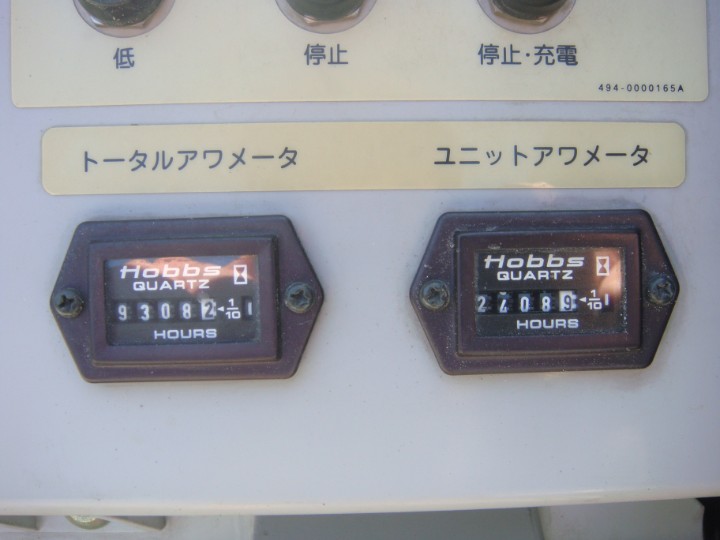 低
停止
停止・充電
494-0000165A
トータルアワメータ
ユニットアワメータ
Hobbs
QUARTZ
93082 ◄1/10
HOURS
Hobbs
QUARTZ
◄1/10
HOURS